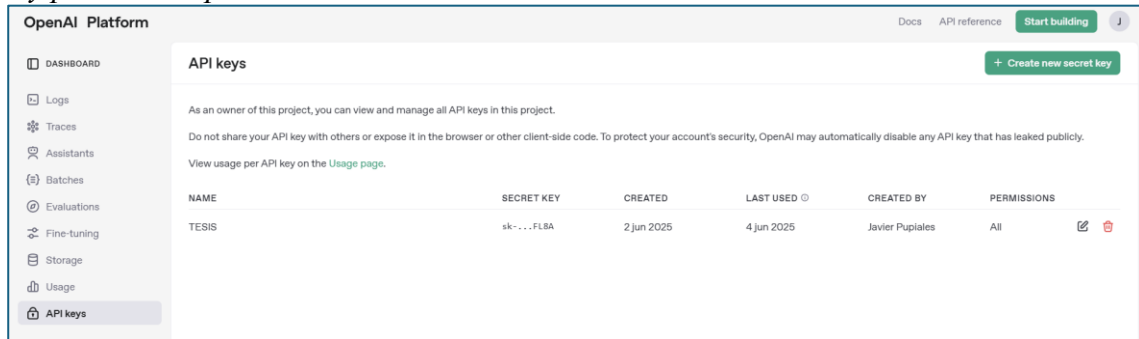 OpenAI Platform
Docs API reference Start building J
DASHBOARD
Logs
Traces
Assistants
Batches
Evaluations
Fine-tuning
Storage
Usage
API keys
API keys
+ Create new secret key
As an owner of this project, you can view and manage all API keys in this project.
Do not share your API key with others or expose it in the browser or other client-side code. To protect your account's security, OpenAI may automatically disable any API key that has leaked publicly.
View usage per API key on the Usage page.
NAME SECRET KEY CREATED LAST USED CREATED BY PERMISSIONS
TESIS sk-...FL8A 2 jun 2025 4 jun 2025 Javier Pupiales All